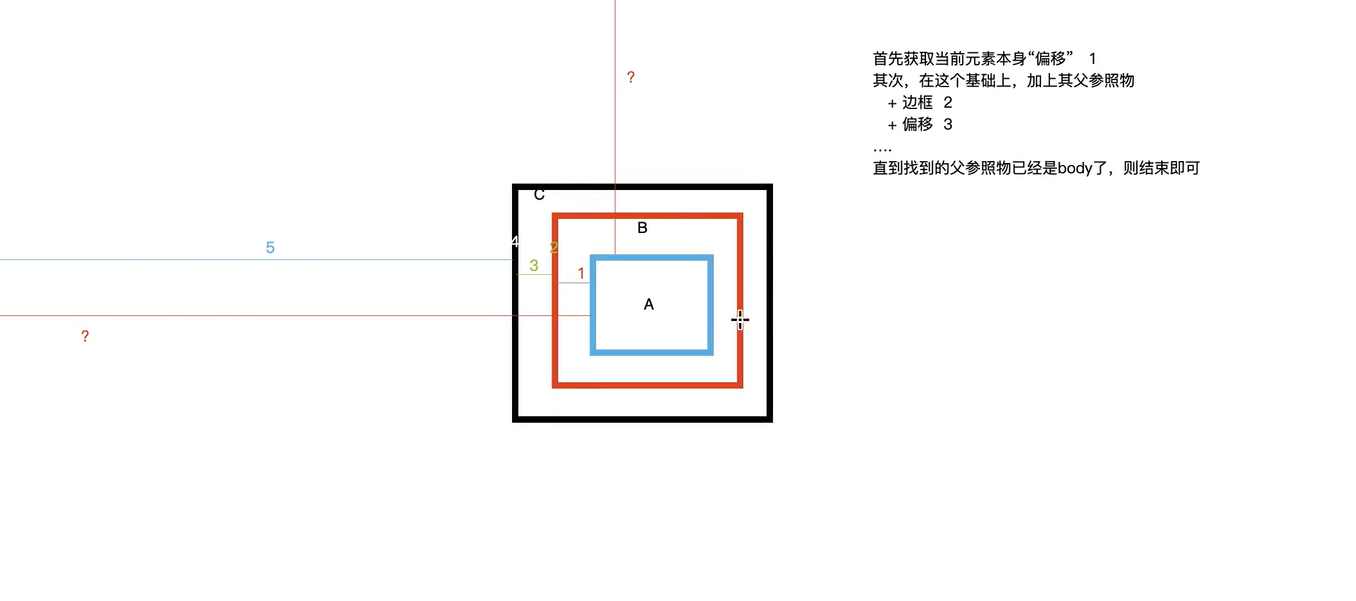 首先获取当前元素本身“偏移” 1
其次，在这个基础上，加上其父参照物
+ 边框 2
+ 偏移 3
....
直到找到的父参照物已经是body了，则结束即可
?
C
B
4
2
5
3
1
A
?